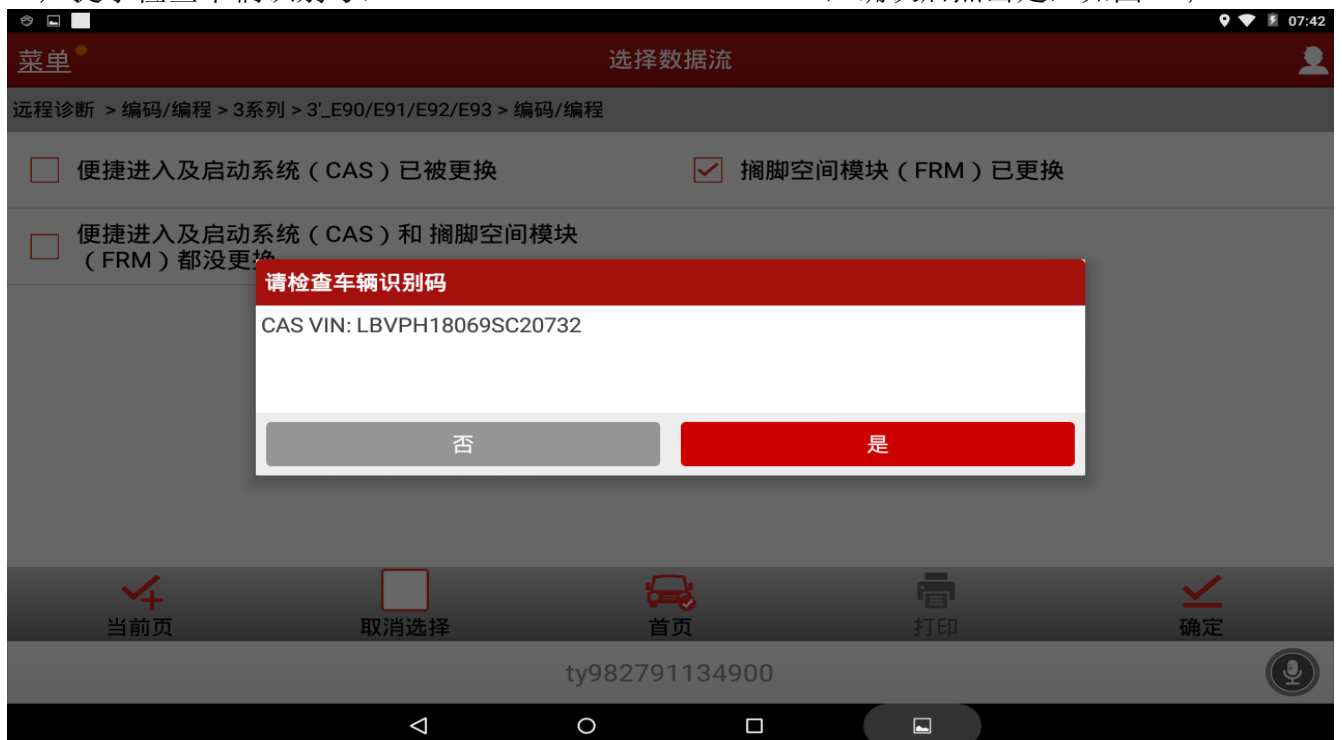 07:42
菜单
选择数据流
远程诊断 > 编码/编程 > 3系列 > 3'_E90/E91/E92/E93 > 编码/编程
便捷进入及启动系统(CAS)已被更换
搁脚空间模块(FRM)已更换
便捷进入及启动系统(CAS)和 搁脚空间模块
(FRM)都没更换
请检查车辆识别码
CAS VIN: LBVPH18069SC20732
否
是
当前页
取消选择
首页
打印
确定
ty982791134900